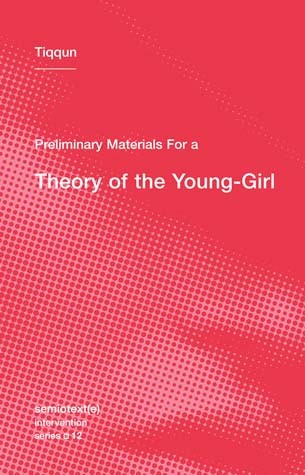 Tiqqun
Preliminary Materials For a
Theory of the Young-Girl
semiotext(e)
intervention
series □ 12